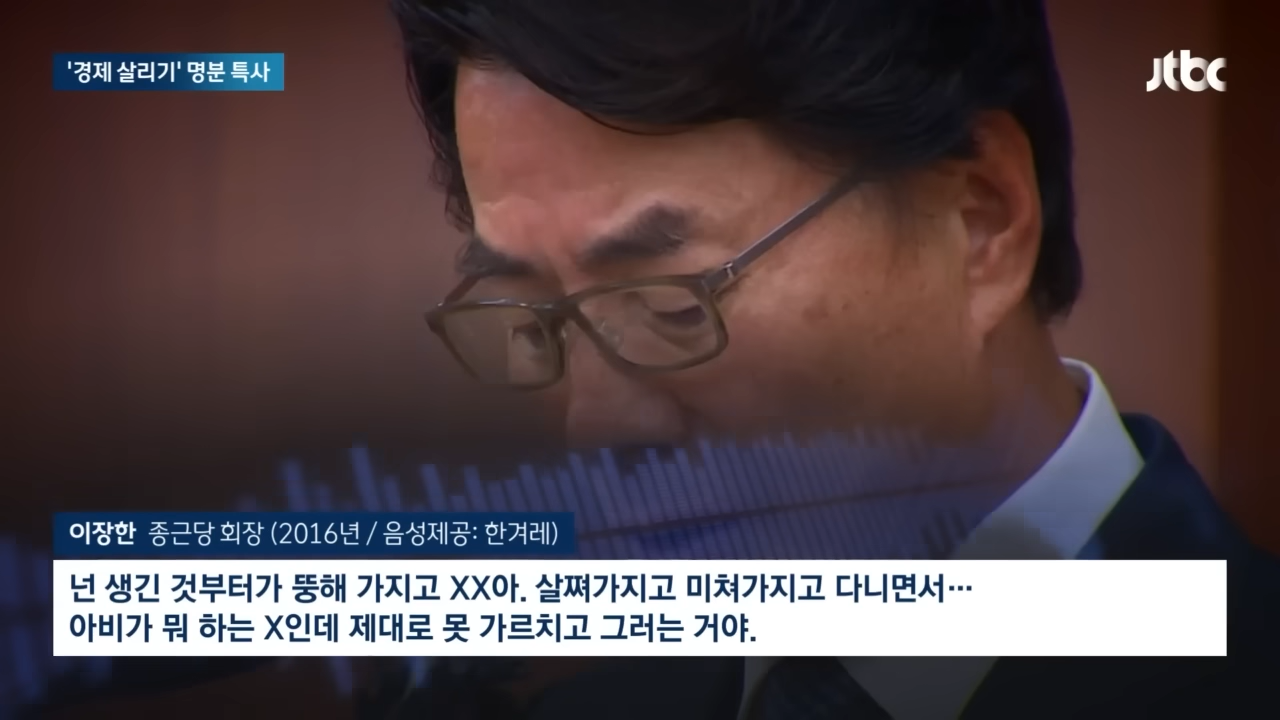 '경제 살리기' 명분 특사
jtbc
이장한 종근당 회장 (2016년 / 음성제공: 한겨레)
넌 생긴 것부터가 뚱해 가지고 XX아. 살쪄가지고 미쳐가지고 다니면서…
아비가 뭐 하는 X인데 제대로 못 가르치고 그러는 거야.